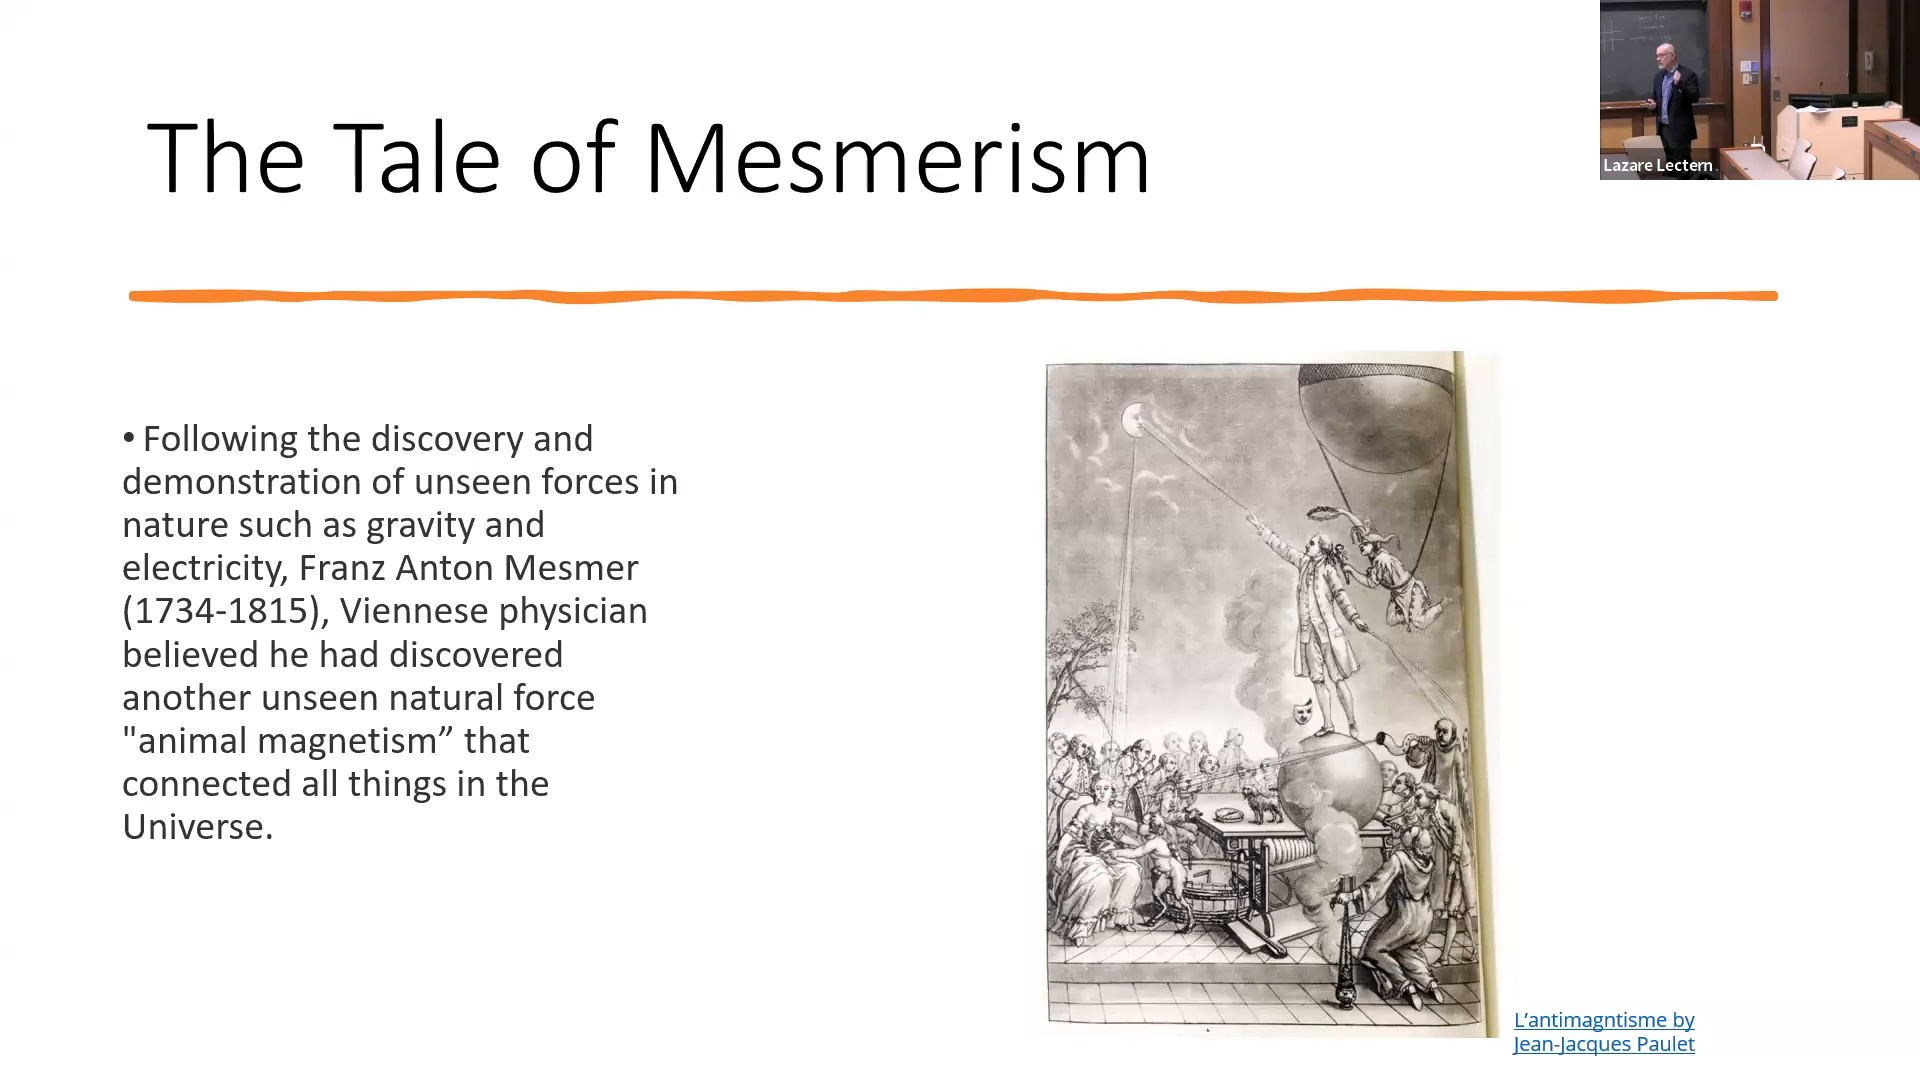 The Tale of Mesmerism
Lazare Lectern
• Following the discovery and
demonstration of unseen forces in
nature such as gravity and
electricity, Franz Anton Mesmer
(1734-1815), Viennese physician
believed he had discovered
another unseen natural force
"animal magnetism” that
connected all things in the
Universe.
L’antimagntisme by
Jean-Jacques Paulet